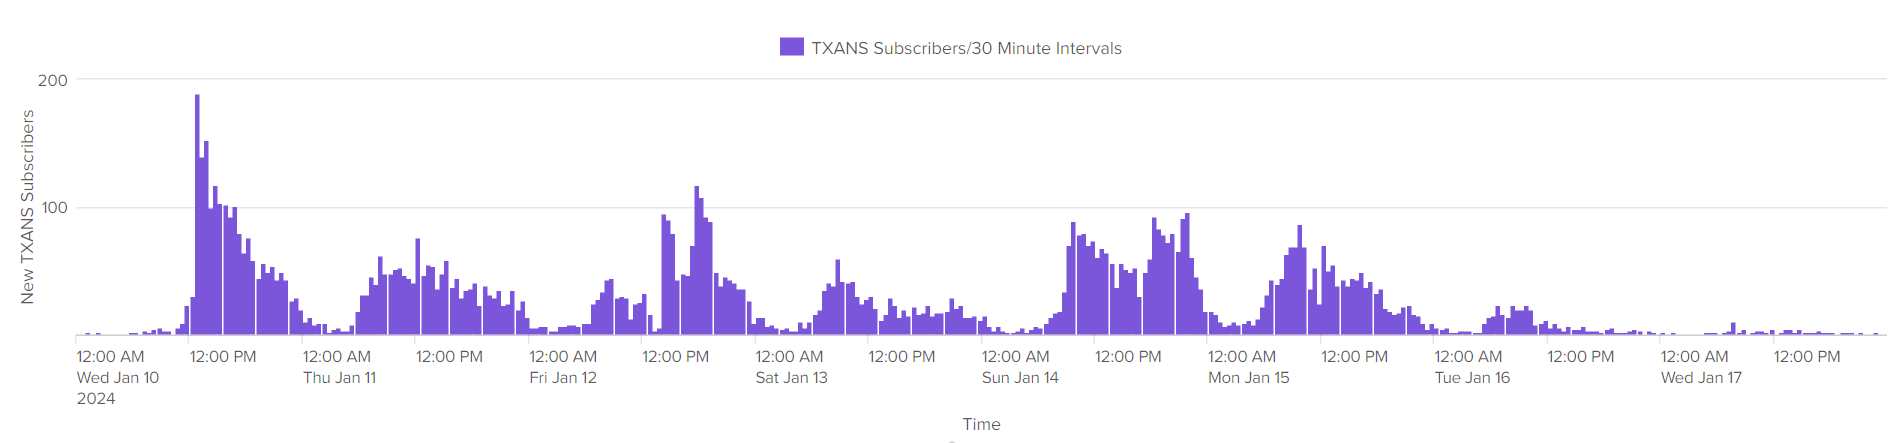 TXANS Subscribers/30 Minute Intervals
200
100
New TXANS Subscribers
12:00 AM 12:00 PM 12:00 AM 12:00 PM 12:00 AM 12:00 PM 12:00 AM 12:00 PM 12:00 AM 12:00 PM 12:00 AM 12:00 PM 12:00 AM 12:00 PM 12:00 AM 12:00 PM
Wed Jan 10 Thu Jan 11 Fri Jan 12 Sat Jan 13 Sun Jan 14 Mon Jan 15 Tue Jan 16 Wed Jan 17
2024
Time